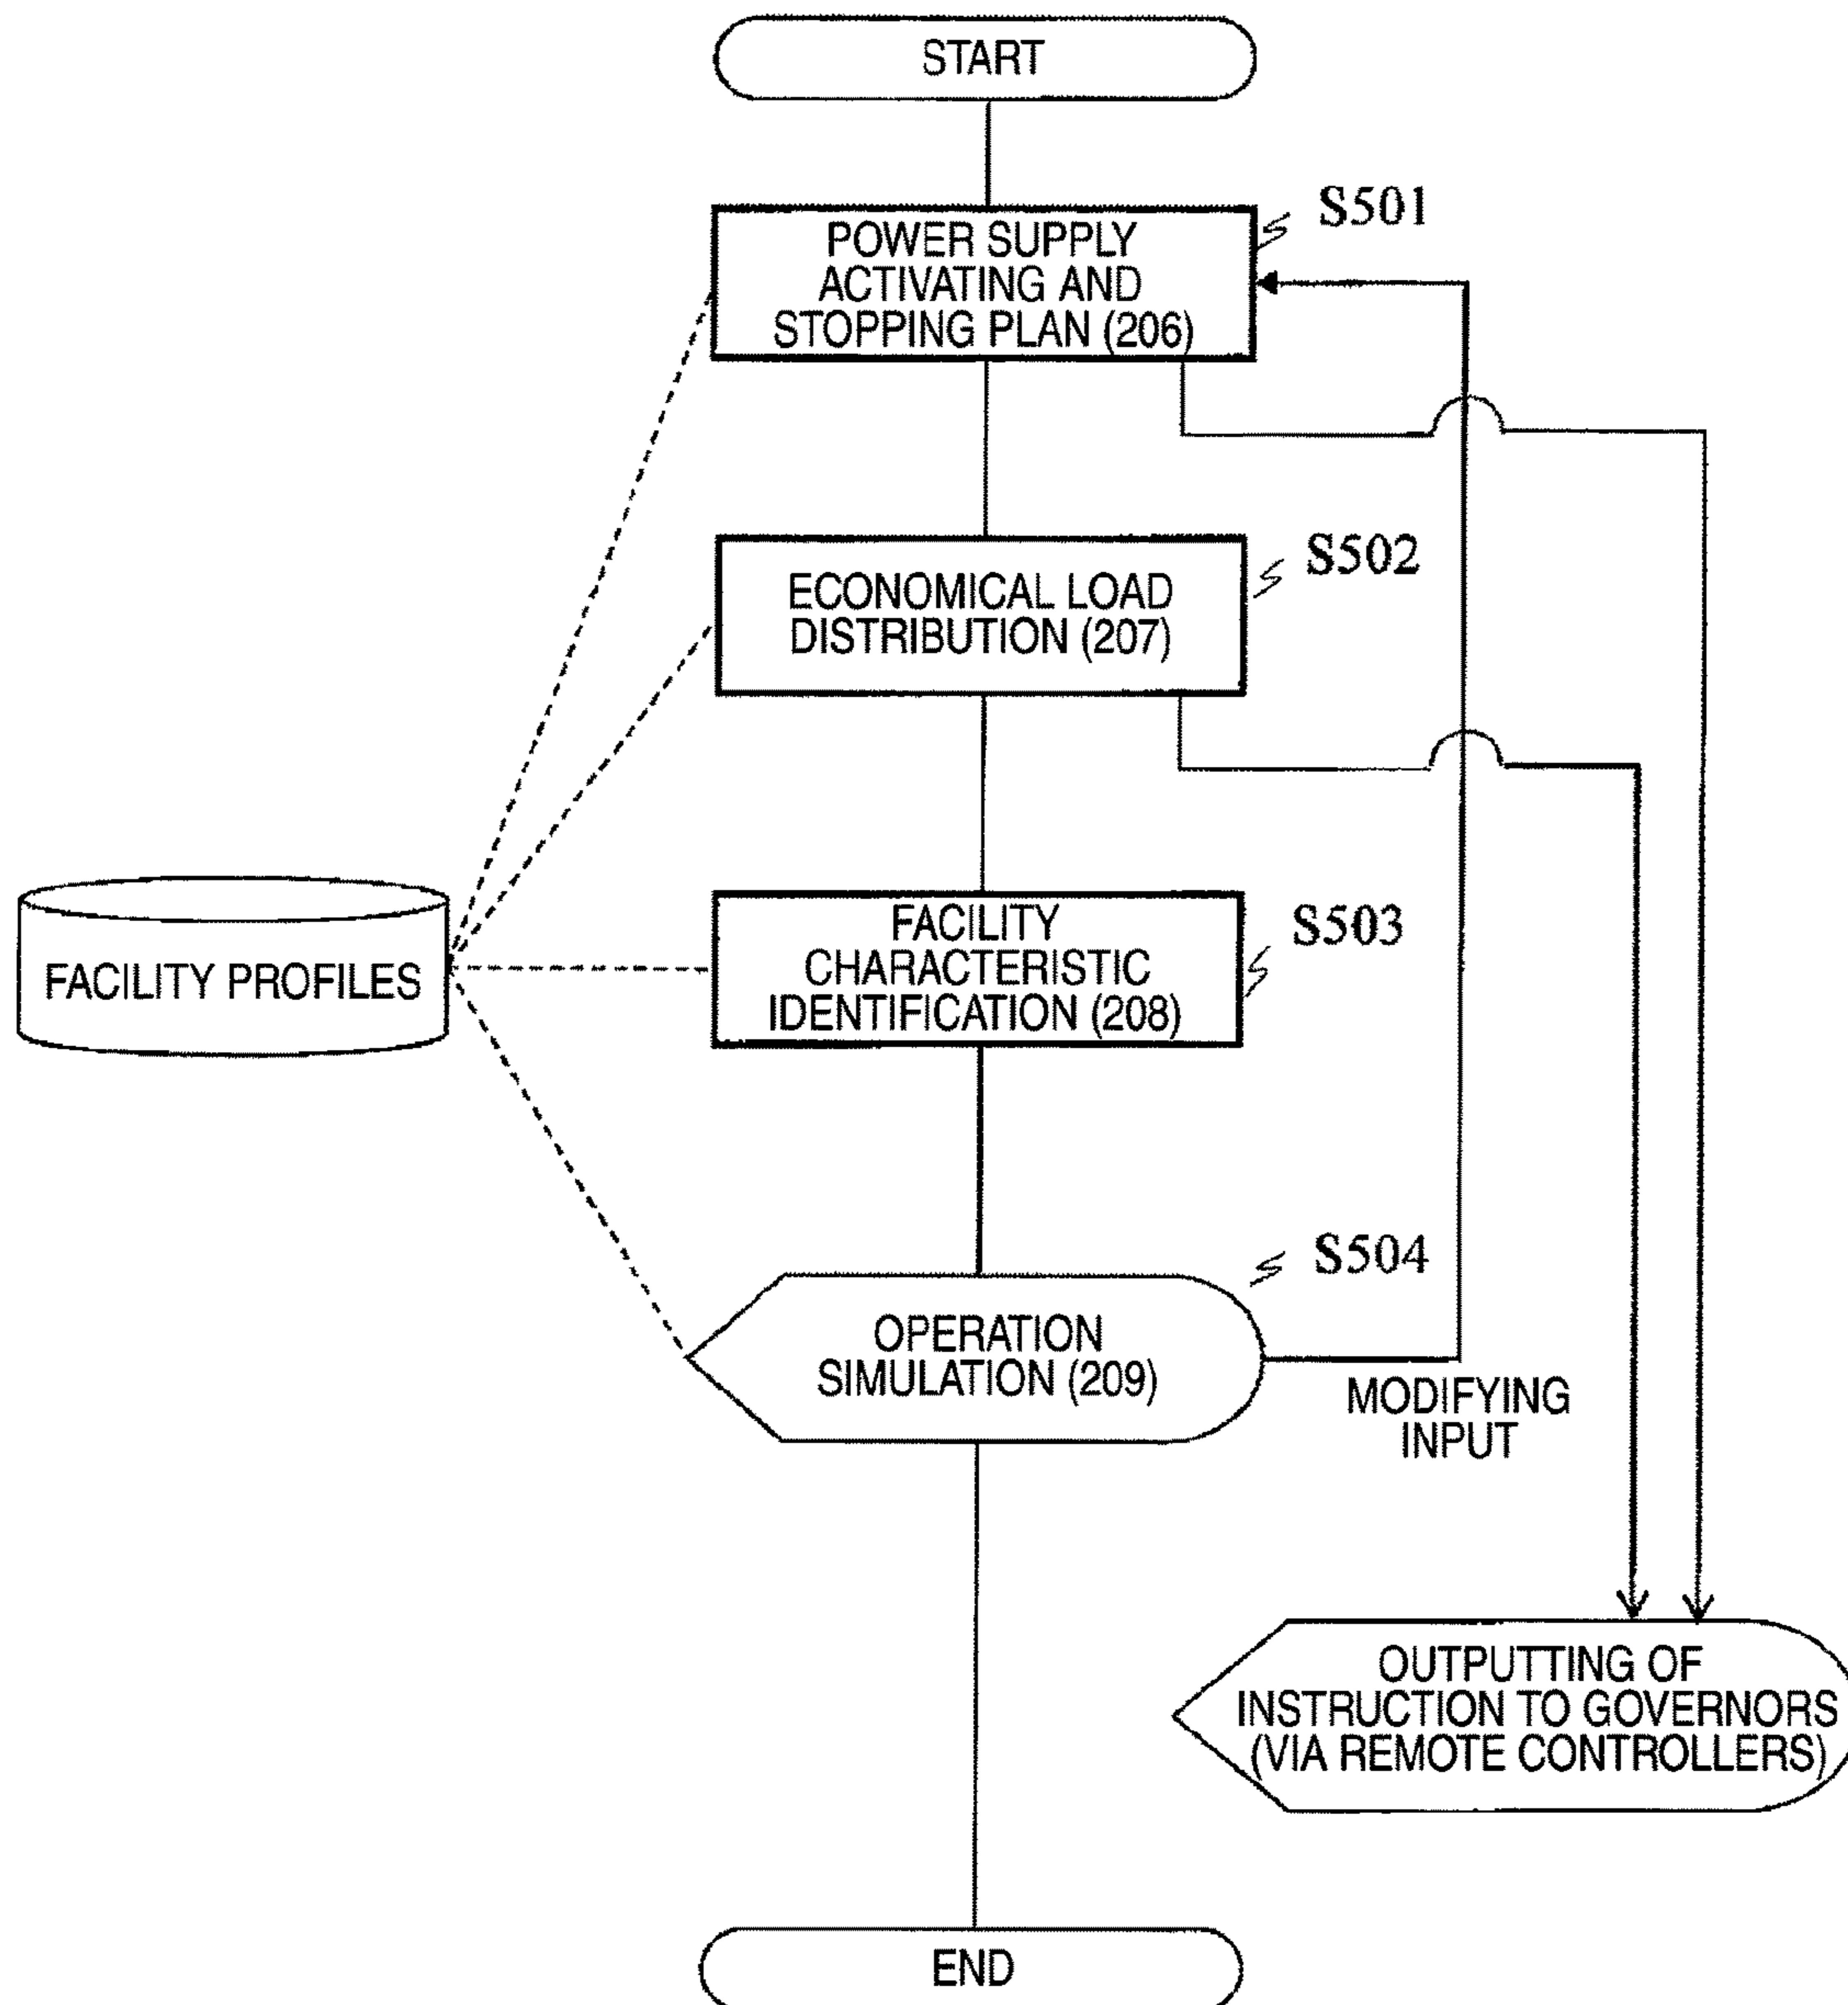 START
S501
POWER SUPPLY
ACTIVATING AND
STOPPING PLAN (206)
S502
ECONOMICAL LOAD
DISTRIBUTION (207)
S503
FACILITY
CHARACTERISTIC
IDENTIFICATION (208)
FACILITY PROFILES
S504
OPERATION
SIMULATION (209)
MODIFYING
INPUT
OUTPUTTING OF
INSTRUCTION TO GOVERNORS
(VIA REMOTE CONTROLLERS)
END